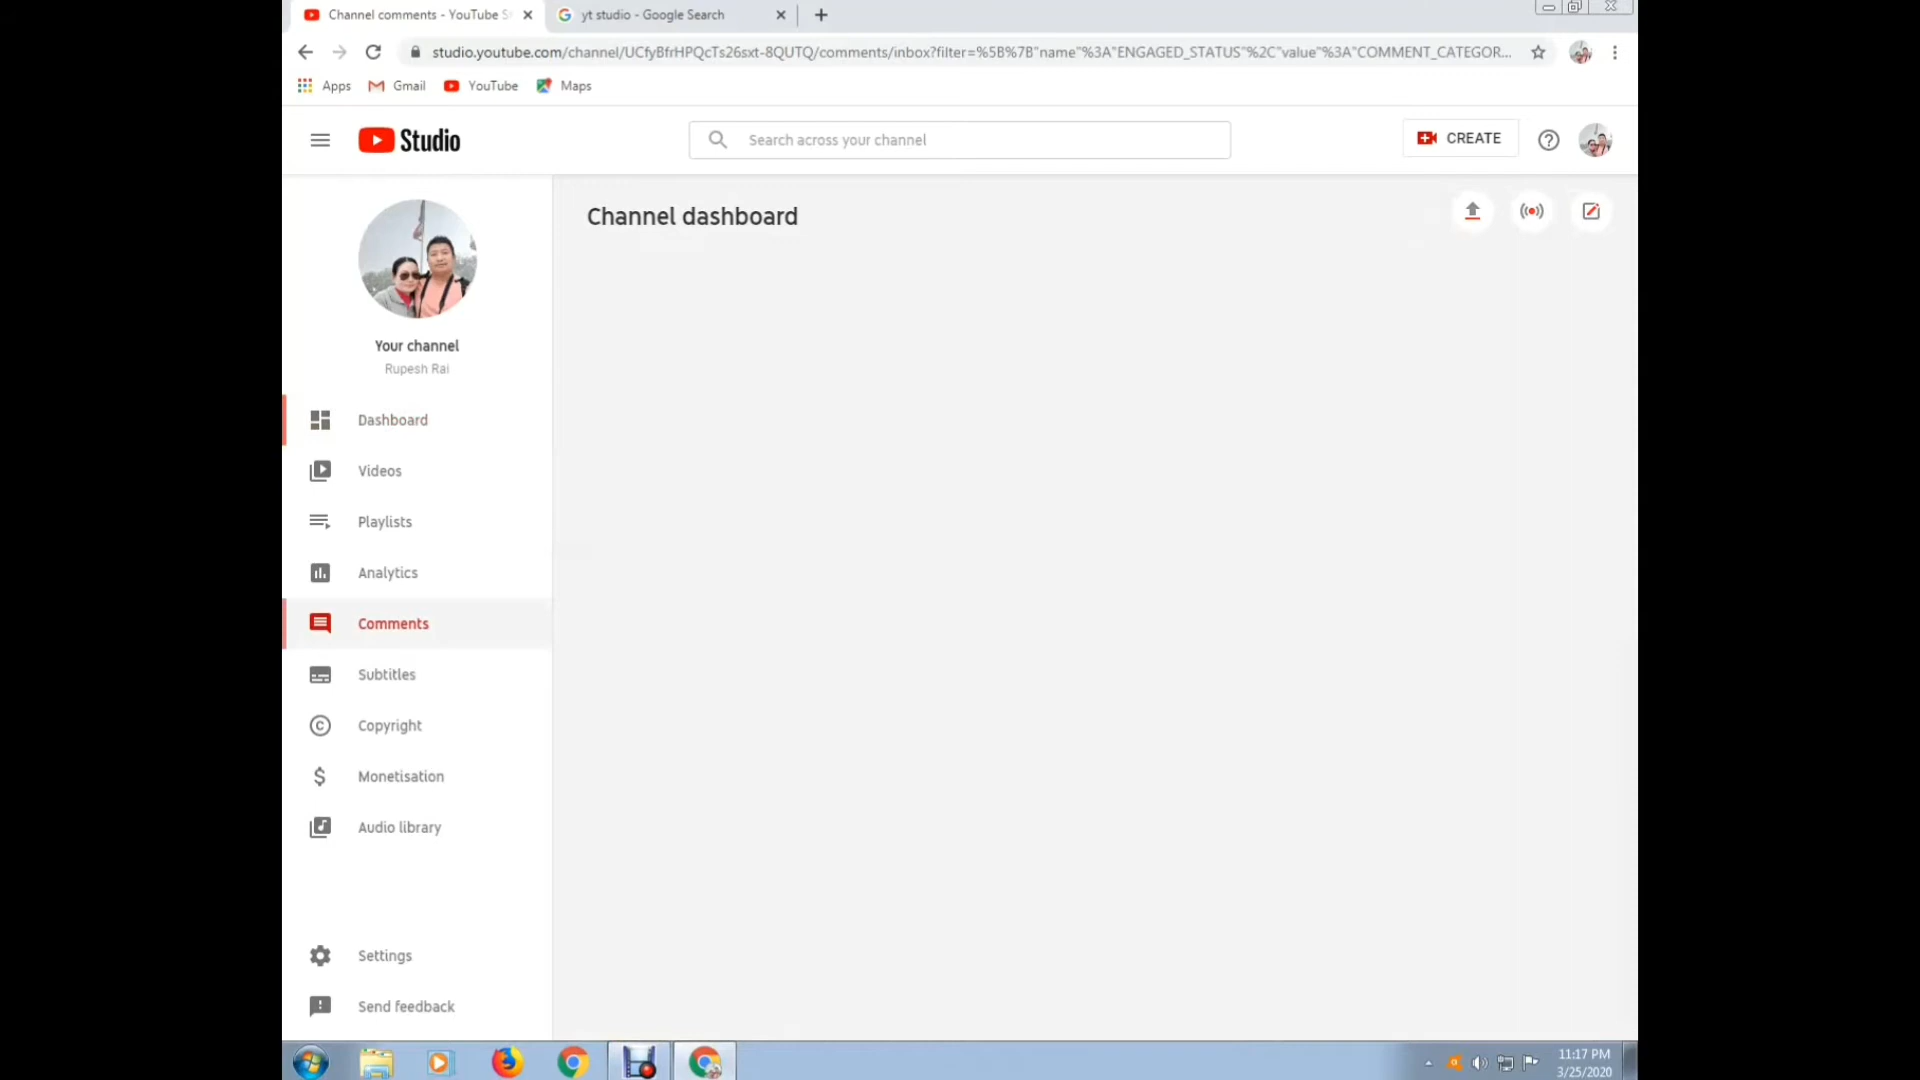 Channel comments - YouTube S
yt studio - Google Search
studio.youtube.com/channel/UCfyBfrHPQcTs26sxt-8QUTQ/comments/inbox?filter=%5B%7B"name"%3A"ENGAGED_STATUS"%2C"value"%3A"COMMENT_CATEGOR...
Apps
Gmail
YouTube
Maps
Studio
Search across your channel
CREATE
Channel dashboard
Your channel
Rupesh Rai
Dashboard
Videos
Playlists
Analytics
Comments
Subtitles
Copyright
Monetisation
Audio library
Settings
Send feedback
11:17 PM
3/25/2020